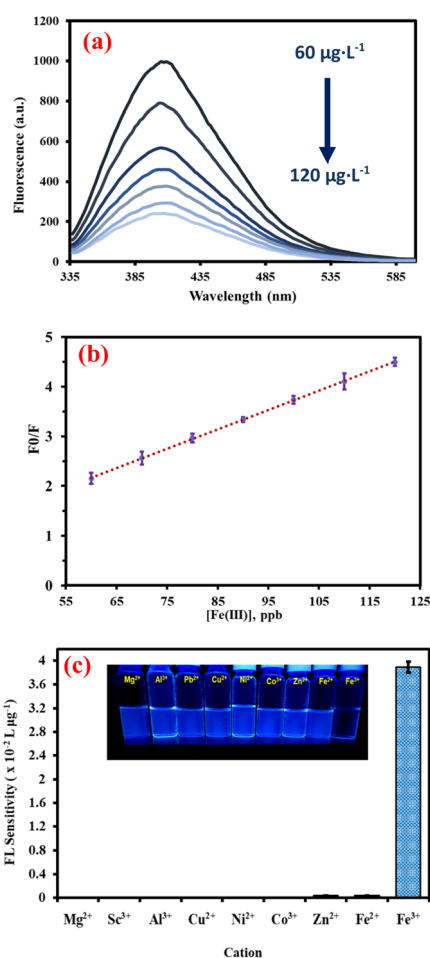 (a)
60 µg·L⁻¹
120 µg·L⁻¹
Fluorescence (a.u.)
1200
1000
800
600
400
200
0
335 385 435 485 535 585
Wavelength (nm)
(b)
F0/F
5
4
3
2
1
0
55 65 75 85 95 105 115 125
[Fe(III)], ppb
(c)
FL Sensitivity ( x 10⁻² L µg⁻¹)
4
3.6
3.2
2.8
2.4
2
1.6
1.2
0.8
0.4
0
Mg²⁺ Al³⁺ Pb²⁺ Cu²⁺ Ni²⁺ Co³⁺ Zn²⁺ Fe²⁺ Fe³⁺
Mg²⁺ Sc³⁺ Al³⁺ Cu²⁺ Ni²⁺ Co³⁺ Zn²⁺ Fe²⁺ Fe³⁺
Cation